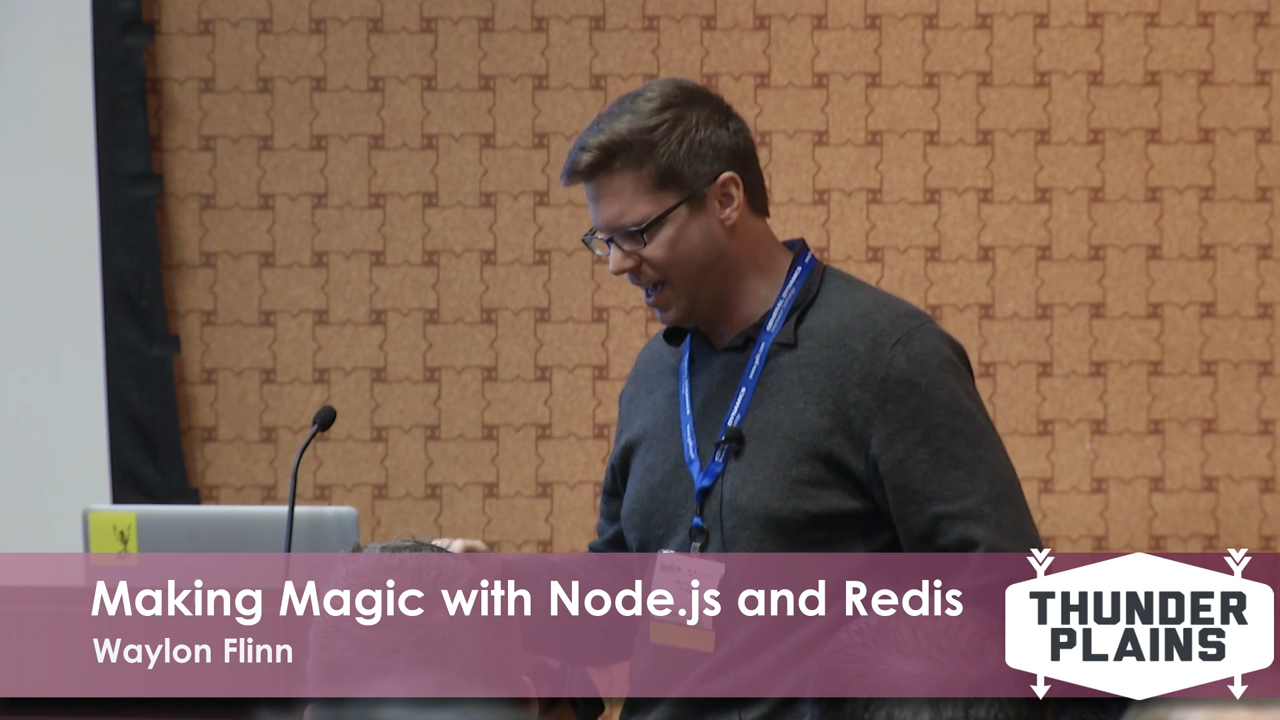 Making Magic with Node.js and Redis
Waylon Flinn
THUNDER
PLAINS